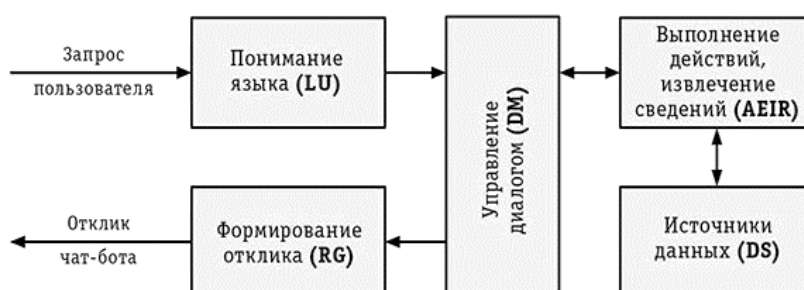 Запрос
пользователя
Понимание
языка (LU)
Управление
диалогом (DM)
Выполнение
действий,
извлечение
сведений (AEIR)
Отклик
чат-бота
Формирование
отклика (RG)
Источники
данных (DS)